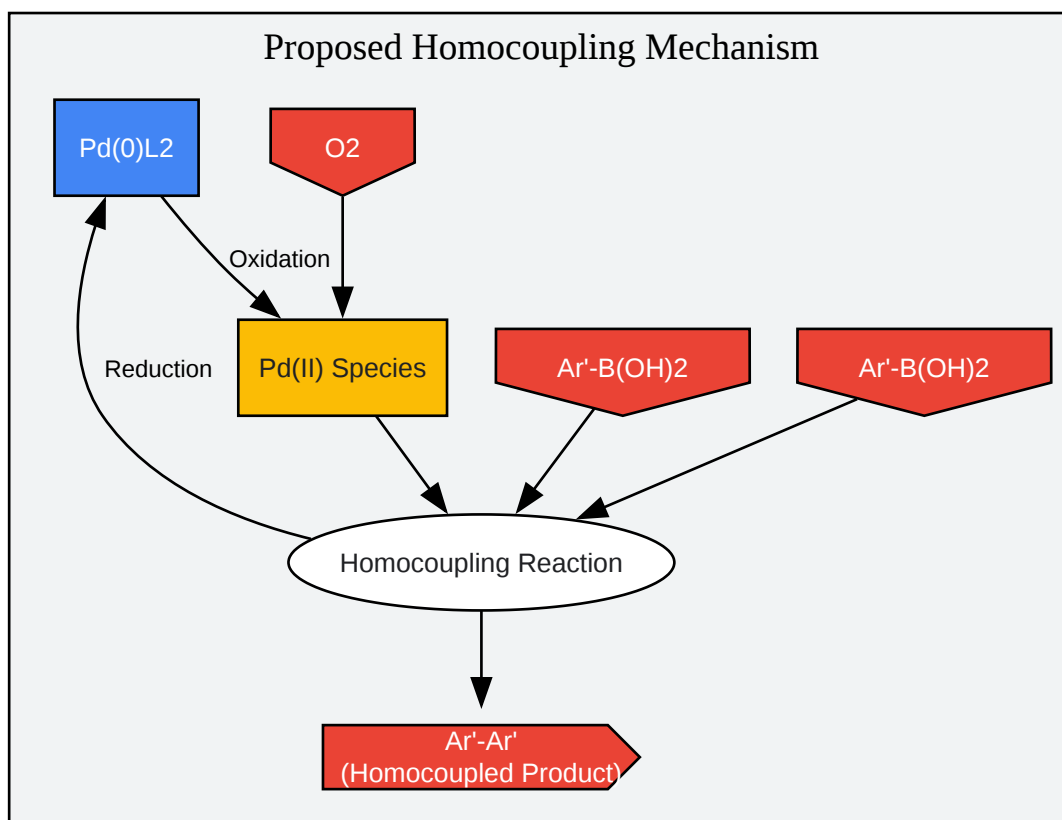 Proposed Homocoupling Mechanism
Pd(0)L2
O2
Oxidation
Reduction
Pd(II) Species
Ar'-B(OH)2
Ar'-B(OH)2
Homocoupling Reaction
Ar'-Ar'
(Homocoupled Product)